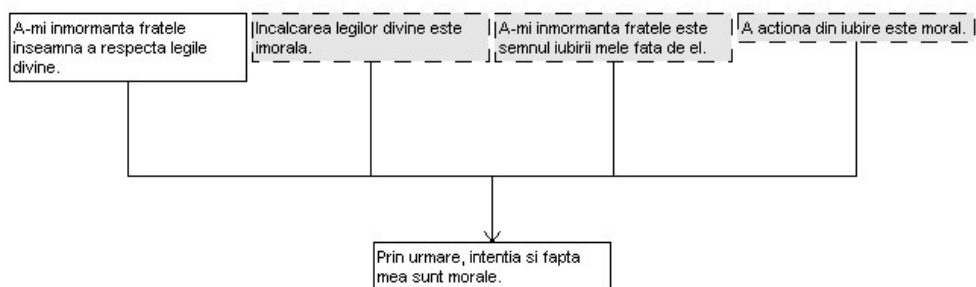 A-mi inmormanta fratele
inseamna a respecta legile
divine.
Incalcarea legilor divine este
imorala.
A-mi inmormanta fratele este
semnul iubirii mele fata de el.
A actiona din iubire este moral.
Prin urmare, intentia si fapta
mea sunt morale.